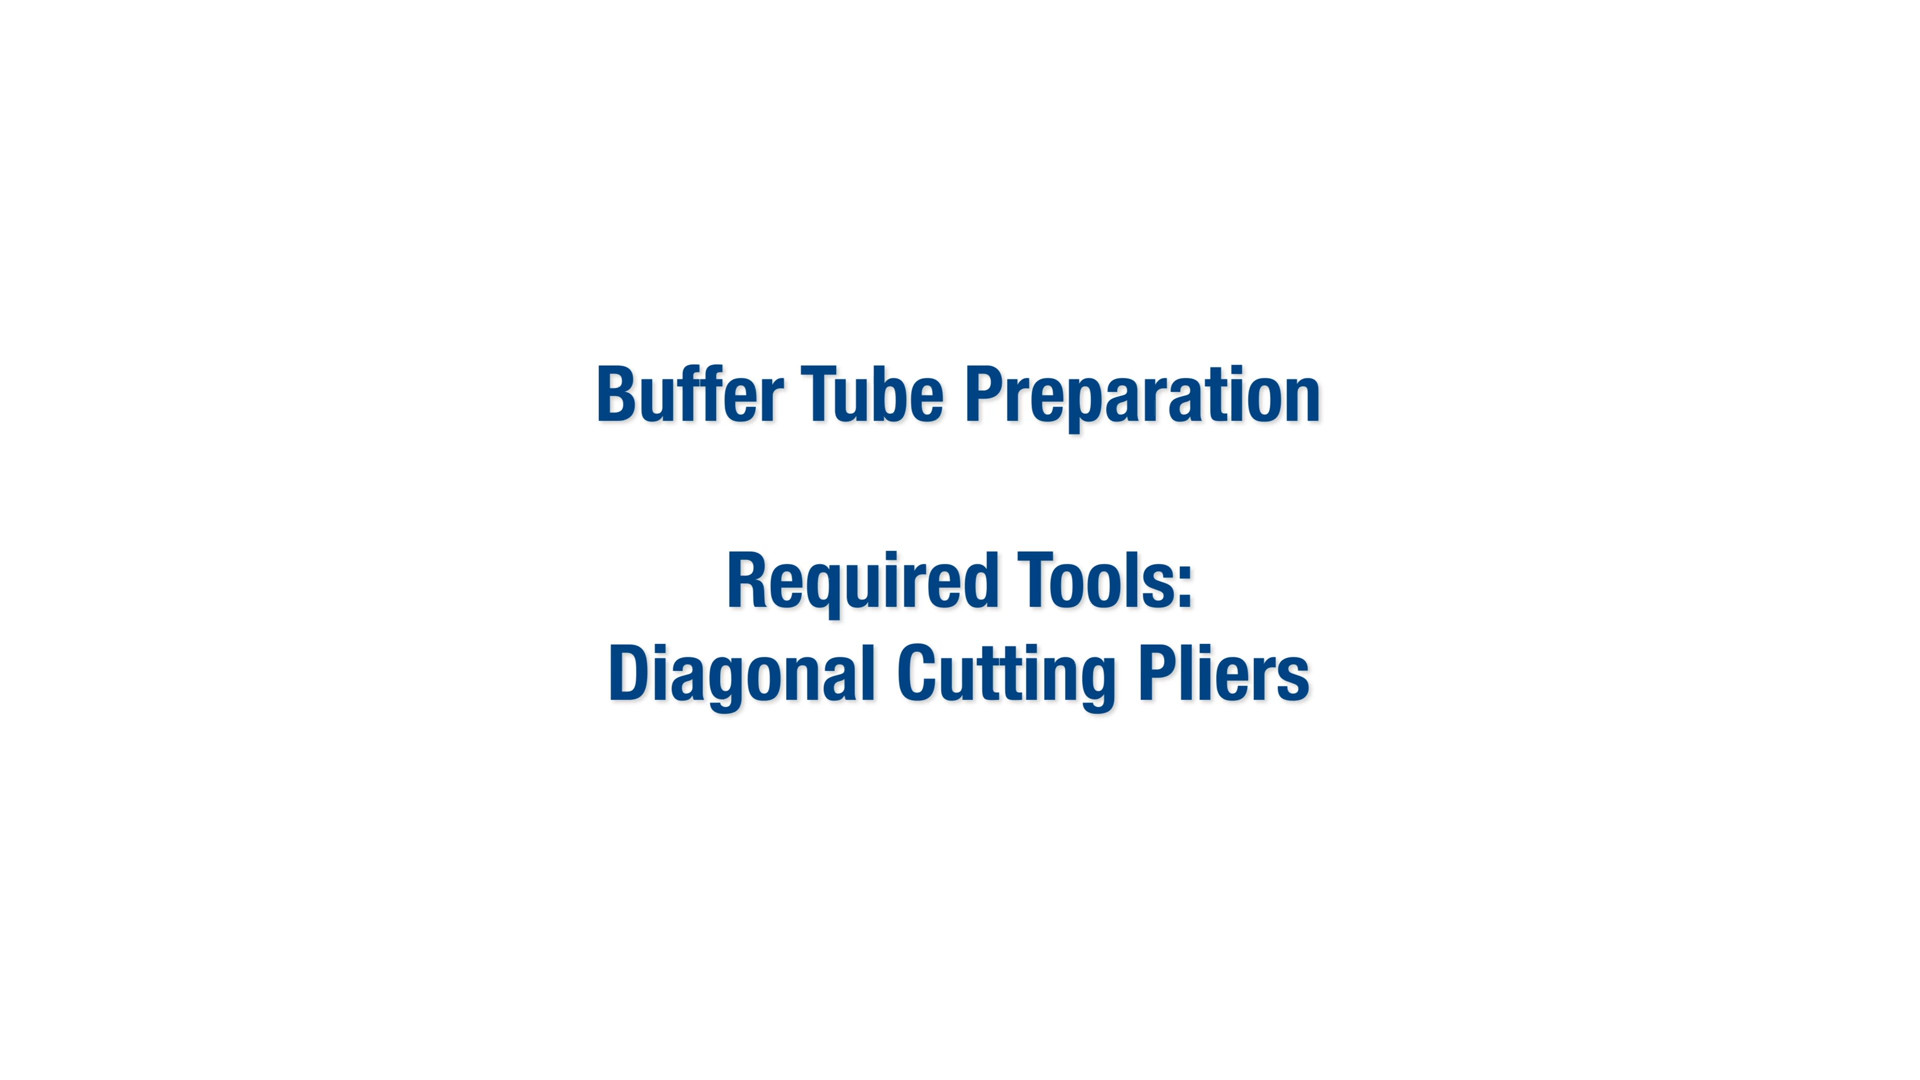 Buffer Tube Preparation
Required Tools:
Diagonal Cutting Pliers